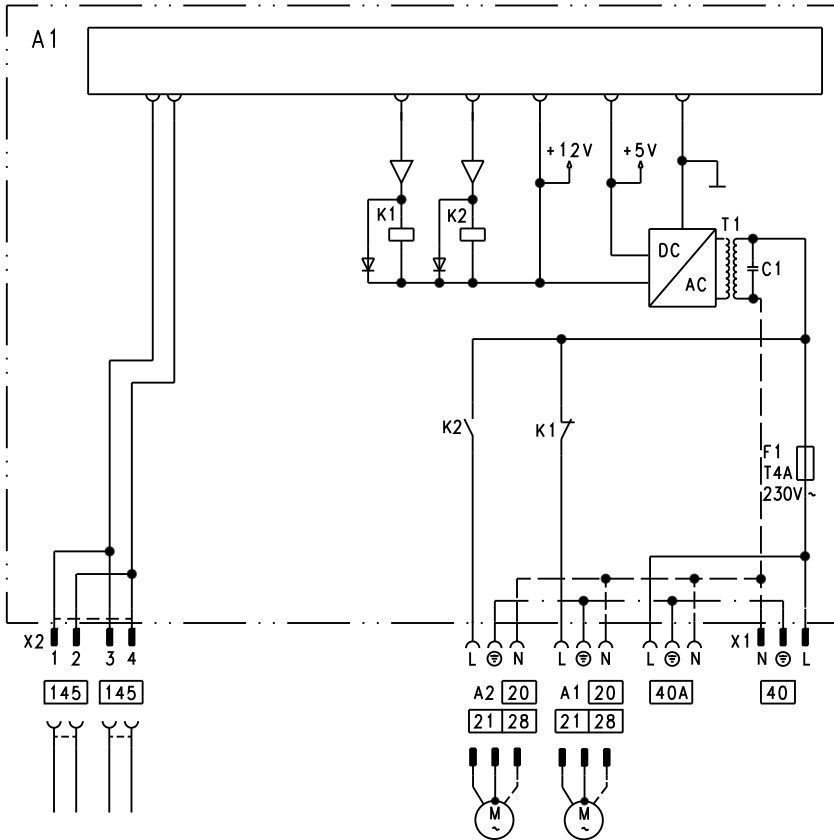 A1
+12V +5V
K1 K2 T1
DC
AC
C1
K2 K1
F1
T4A
230V~
X2 X1
1 2 3 4 L N L N L N N L
145 145 A2 20 A1 20 40A 40
21 28 21 28
M M
~ ~